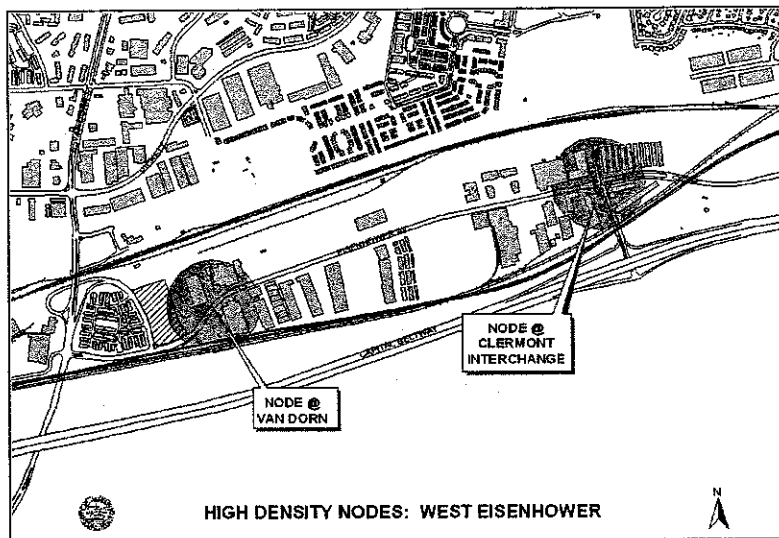 CAPITAL BELTWAY
NODE @
CLERMONT
INTERCHANGE
NODE @
VAN DORN
HIGH DENSITY NODES: WEST EISENHOWER
N